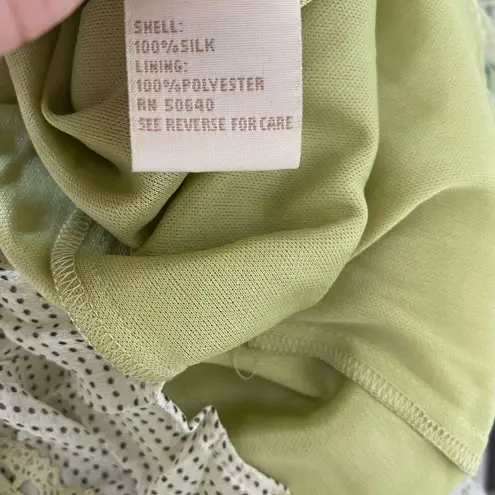 SHELL:
100%SILK
LINING:
100%POLYESTER
RN 50640
SEE REVERSE FOR CARE